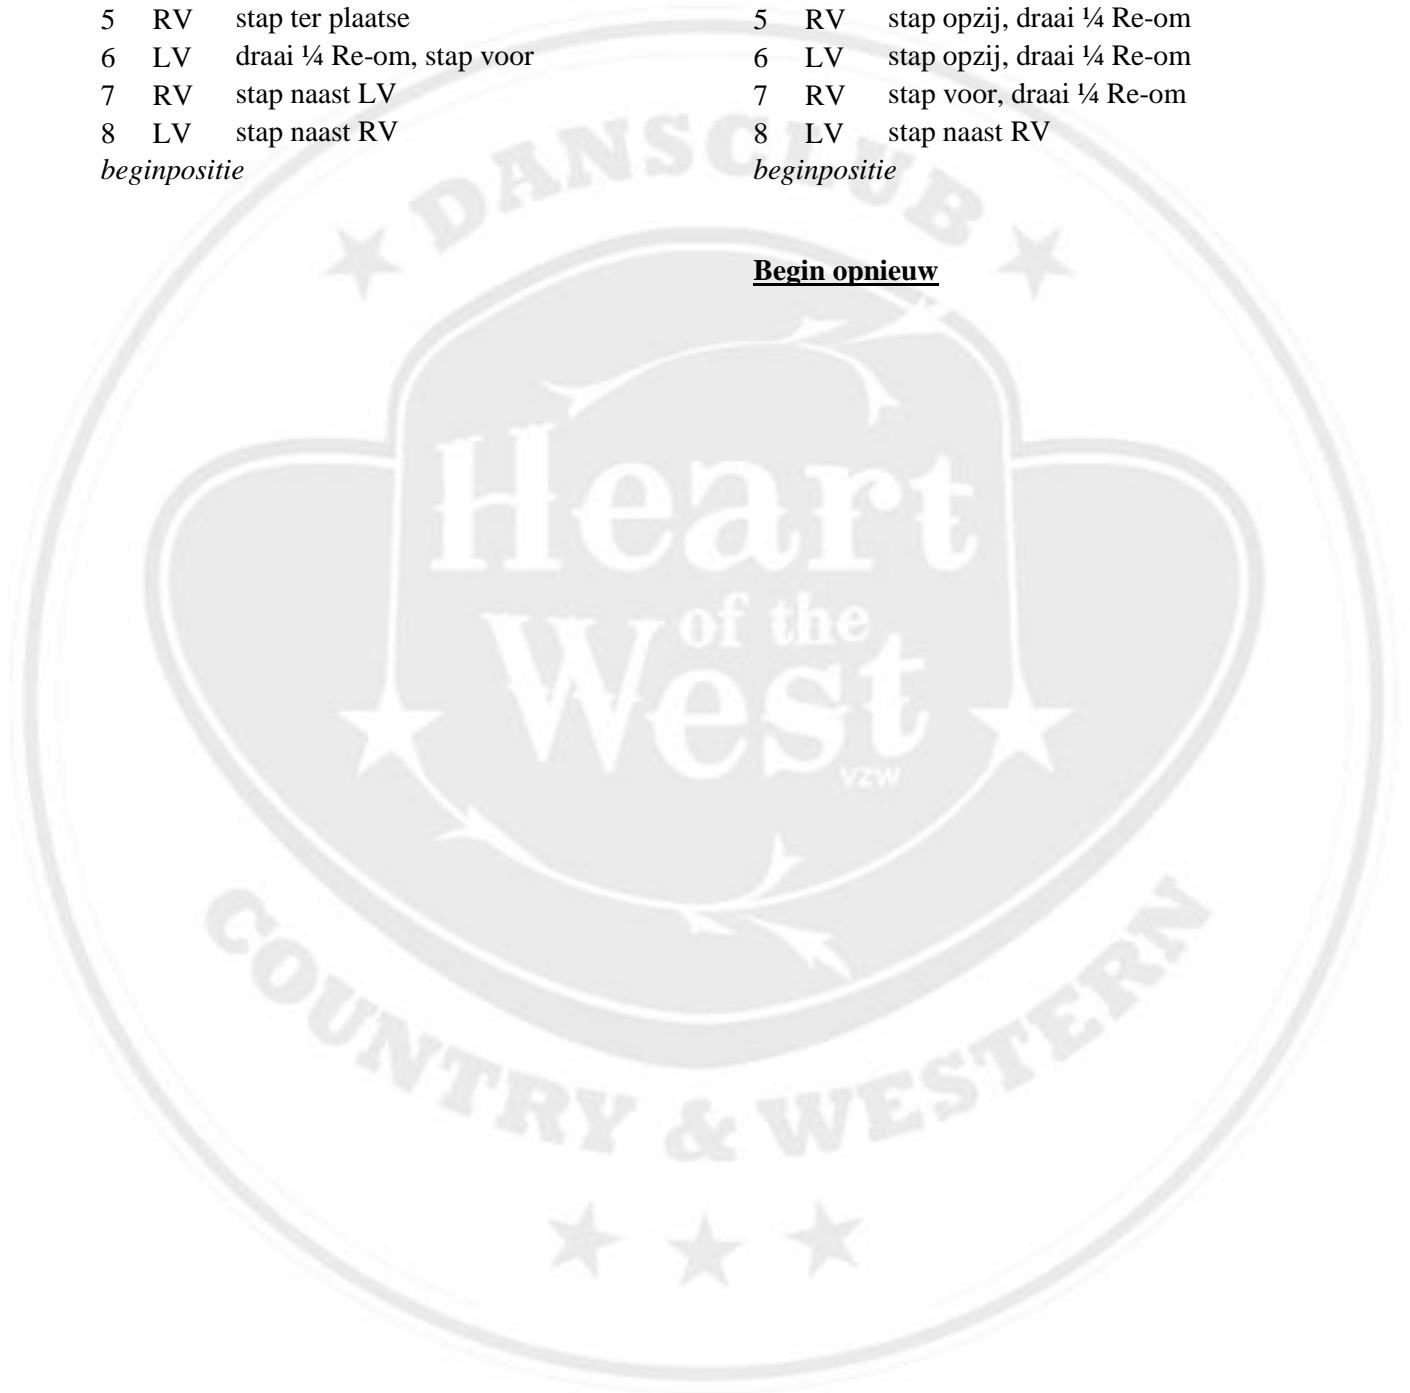 5 RV stap ter plaatse
6 LV draai ¼ Re-om, stap voor
7 RV stap naast LV
8 LV stap naast RV
beginpositie
5 RV stap opzij, draai ¼ Re-om
6 LV stap opzij, draai ¼ Re-om
7 RV stap voor, draai ¼ Re-om
8 LV stap naast RV
beginpositie
Begin opnieuw
DANSCLUB
Heart
of the
West
VZW
COUNTRY & WESTERN